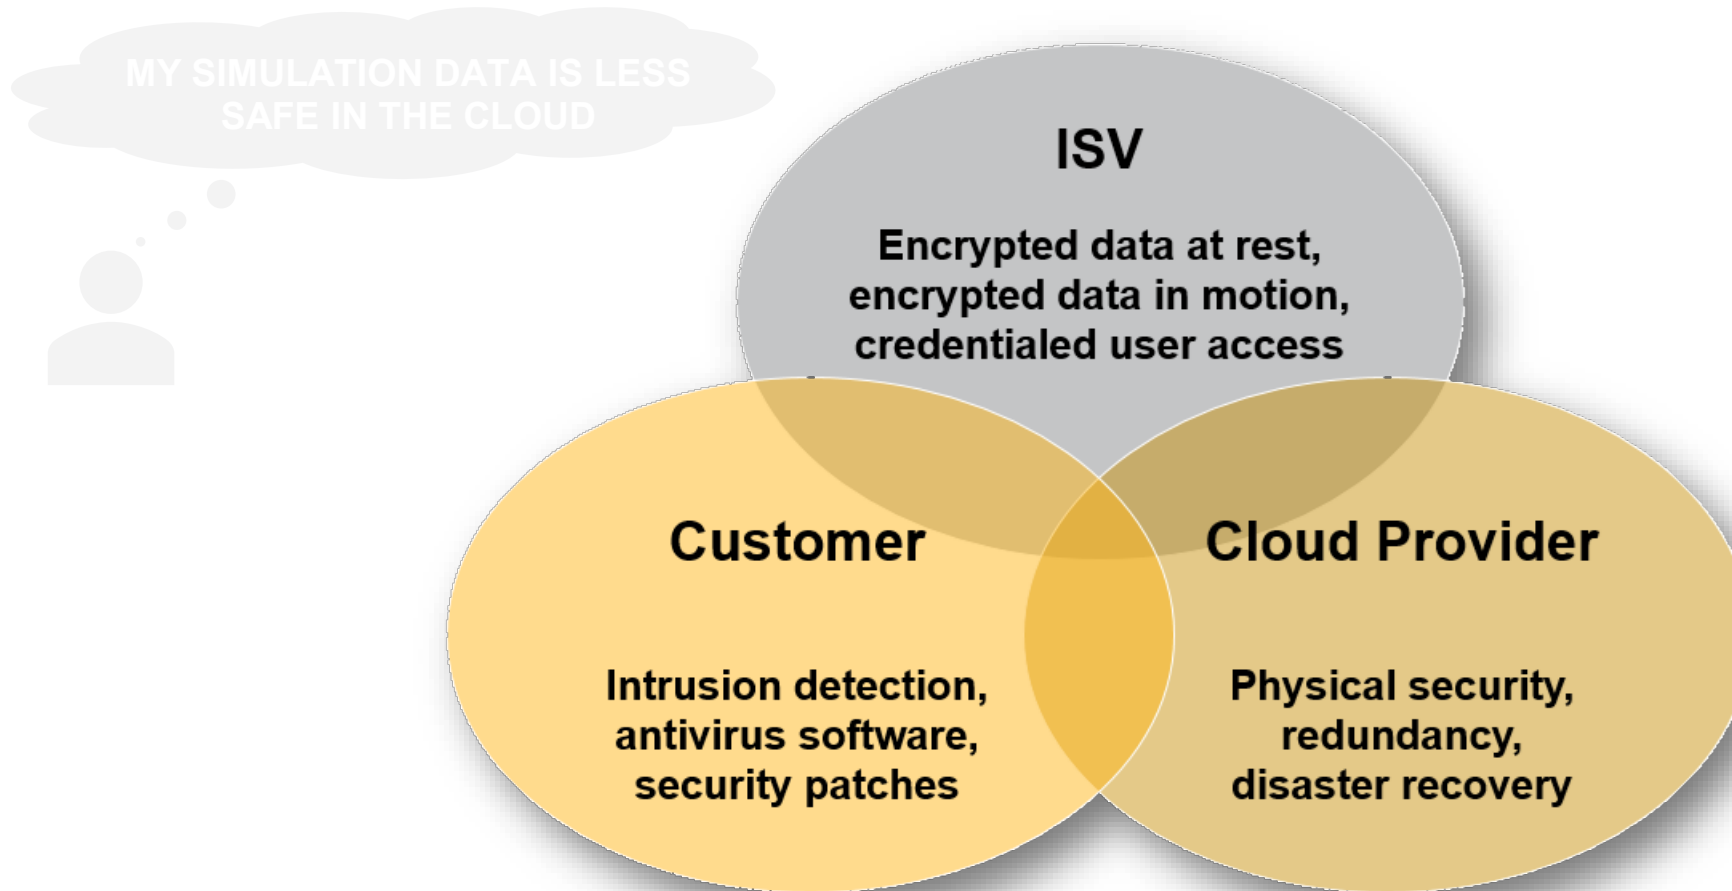 MY SIMULATION DATA IS LESS
SAFE IN THE CLOUD
ISV
Encrypted data at rest,
encrypted data in motion,
credentialed user access
Customer
Intrusion detection,
antivirus software,
security patches
Cloud Provider
Physical security,
redundancy,
disaster recovery